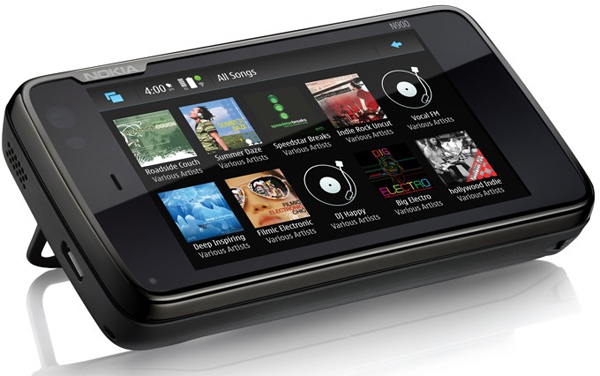 NOKIA
N900
4:00
All Songs
Roadside Couch
Various Artists
Summer Daze
Various Artists
Speedstar Breaks
Various Artists
Indie Rock Uncut
Various Artists
Vocal FM
Various Artists
Deep Inspiring
Various Artists
Filmic Electronic
Various Artists
DJ Happy
Various Artists
BIG
ELECTRO
Big Electro
Various Artists
hollywood Indie
Various Artists